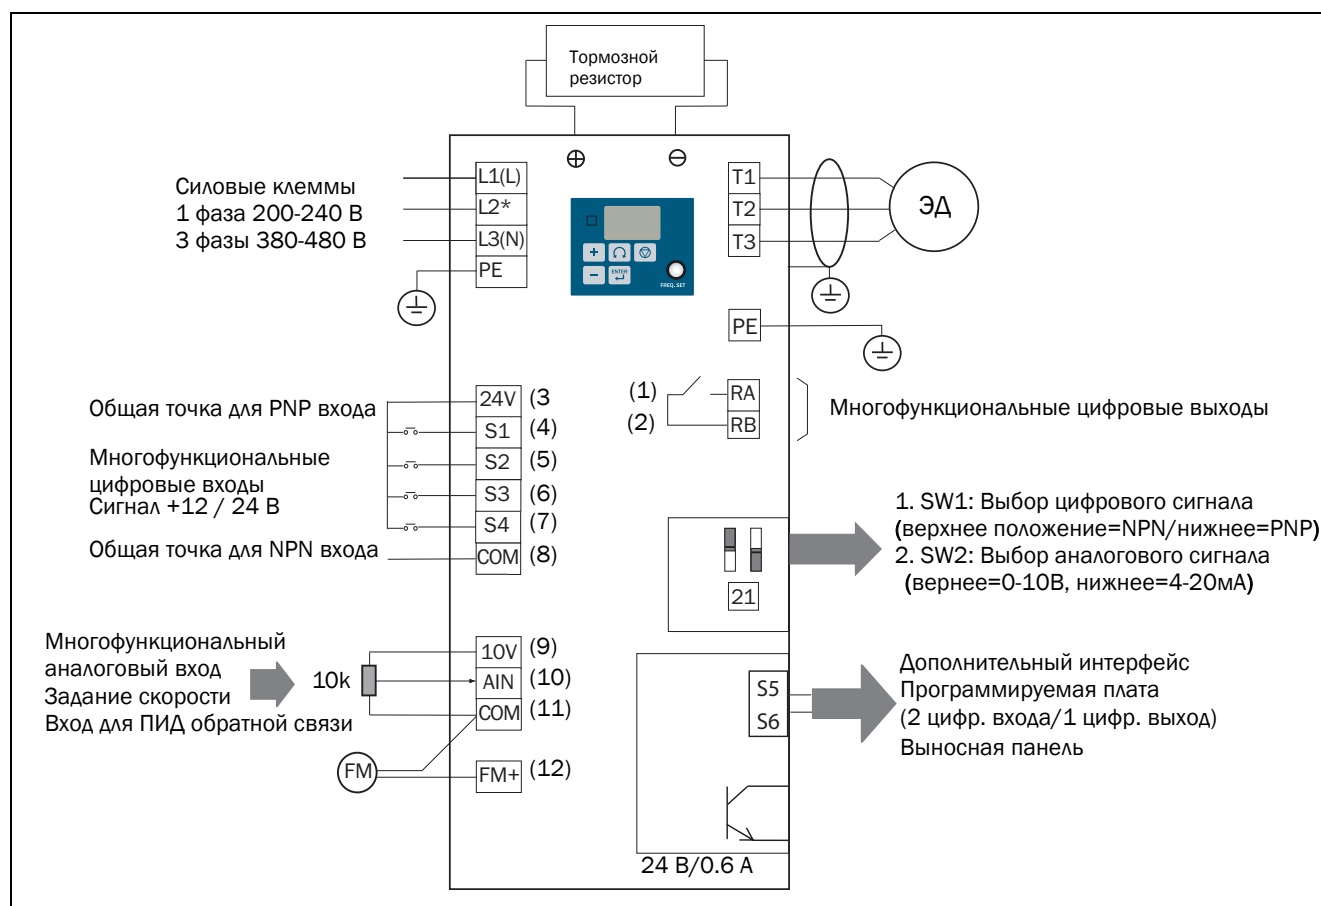 Тормозной
резистор
⊕
⊖
Силовые клеммы
1 фаза 200-240 В
3 фазы 380-480 В
L1(L)
L2*
L3(N)
PE
ENTER
FREQ. SET
T1
T2
T3
ЭД
PE
Общая точка для PNP входа
24V (3
S1 (4)
Многофункциональные
цифровые входы
Сигнал +12 / 24 В
S2 (5)
S3 (6)
S4 (7)
Общая точка для NPN входа
COM (8)
(1) RA
(2) RB
Многофункциональные цифровые выходы
21
1. SW1: Выбор цифрового сигнала
(верхнее положение=NPN/нижнее=PNP)
2. SW2: Выбор аналогового сигнала
(вернее=0-10В, нижнее=4-20мА)
Многофункциональный
аналоговый вход
Задание скорости
Вход для ПИД обратной связи
10k
10V (9)
AIN (10)
COM (11)
FM
FM+ (12)
S5
S6
Дополнительный интерфейс
Программируемая плата
(2 цифр. входа/1 цифр. выход)
Выносная панель
24 В/0.6 А